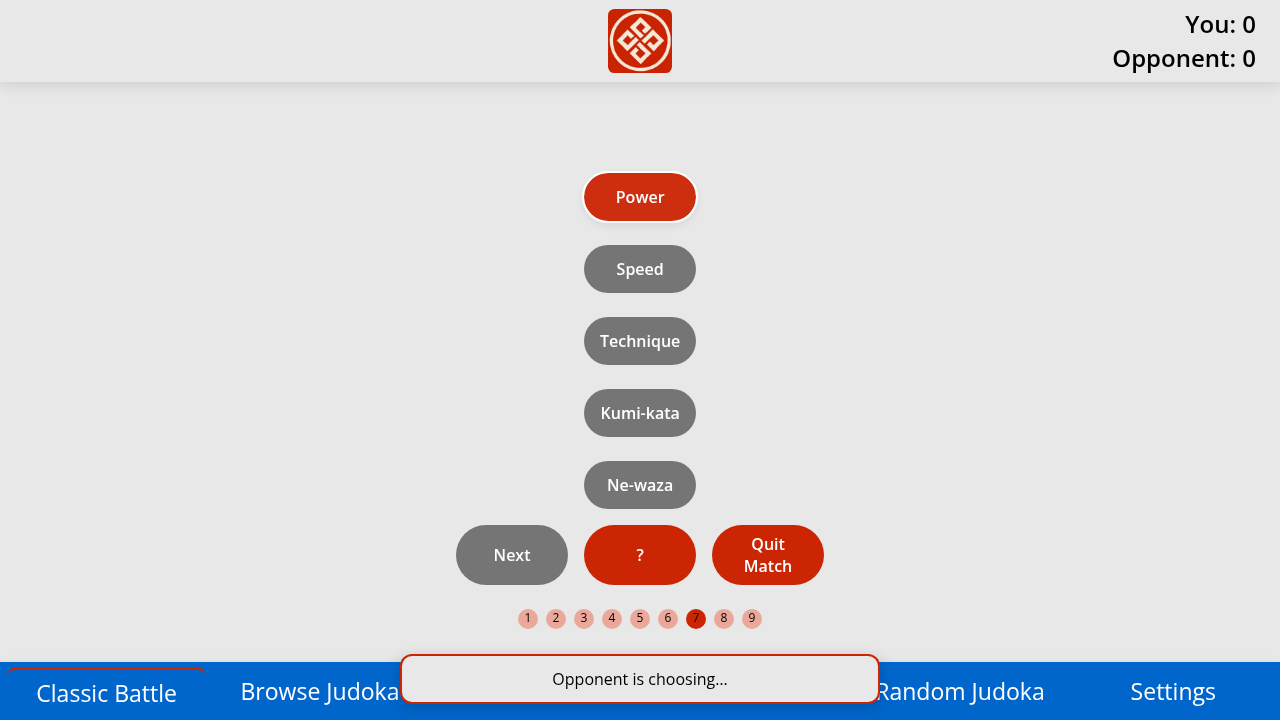 You: 0
Opponent: 0
Power
Speed
Technique
Kumi-kata
Ne-waza
Next
?
Quit
Match
1 2 3 4 5 6 7 8 9
Opponent is choosing...
Classic Battle
Browse Judoka
Random Judoka
Settings